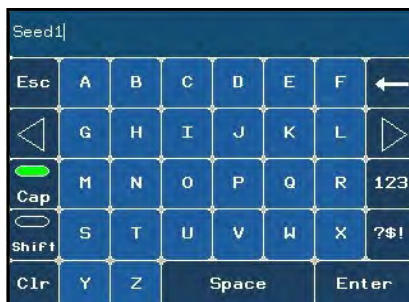 Seed1
Esc A B C D E F ←
G H I J K L
Cap M N O P Q R 123
Shift S T U V W X ?$!
Clr Y Z Space Enter